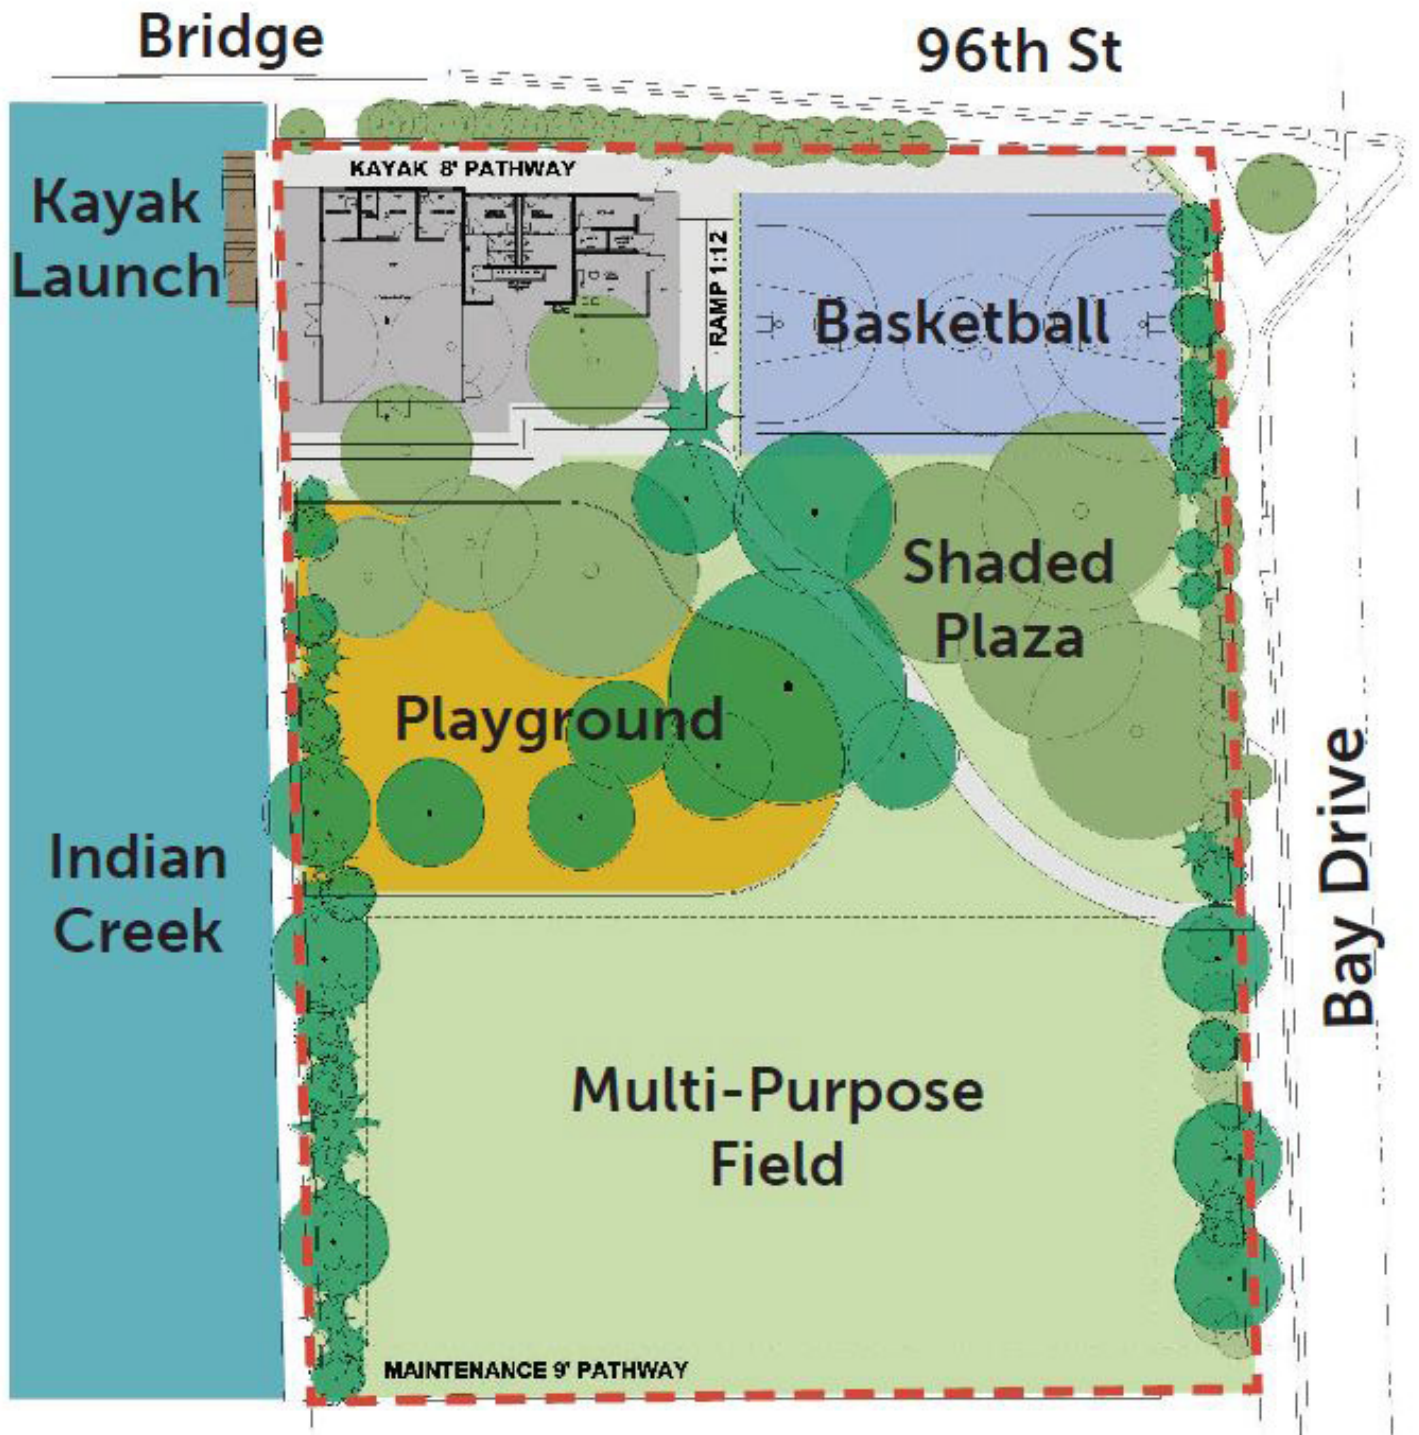 Bridge
96th St
KAYAK 8' PATHWAY
Kayak
Launch
RAMP 1:12
Basketball
Shaded
Plaza
Playground
Indian
Creek
Bay Drive
Multi-Purpose
Field
MAINTENANCE 9' PATHWAY